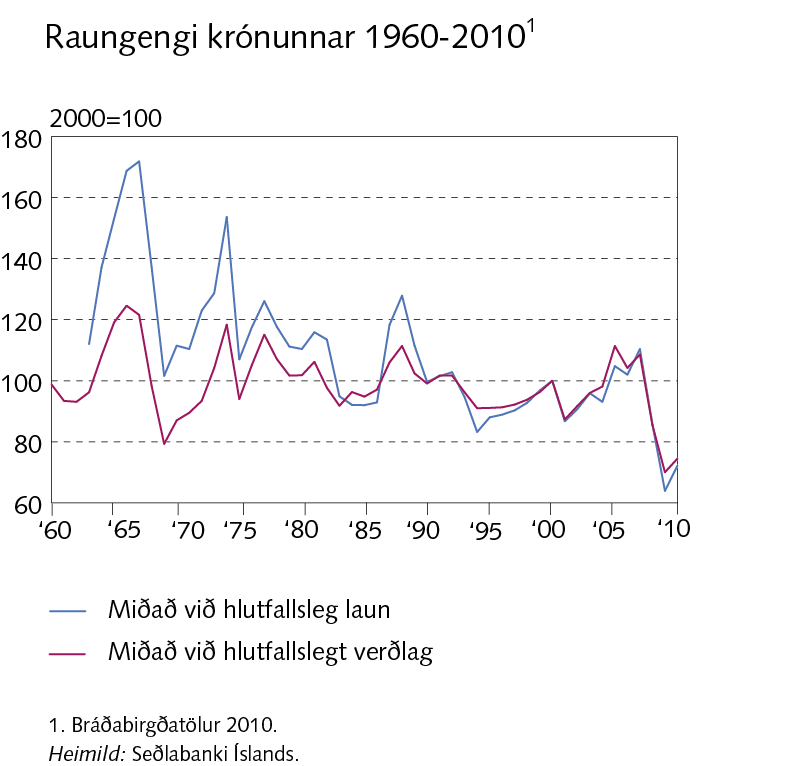 Raungengi krónunnar 1960-2010¹
2000=100
180
160
140
120
100
80
60
‘60 ‘65 ‘70 ‘75 ‘80 ‘85 ‘90 ‘95 ‘00 ‘05 ‘10
Miðað við hlutfallsleg laun
Miðað við hlutfallslegt verðlag
1. Bráðabirgðatölur 2010.
Heimild: Seðlabanki Íslands.